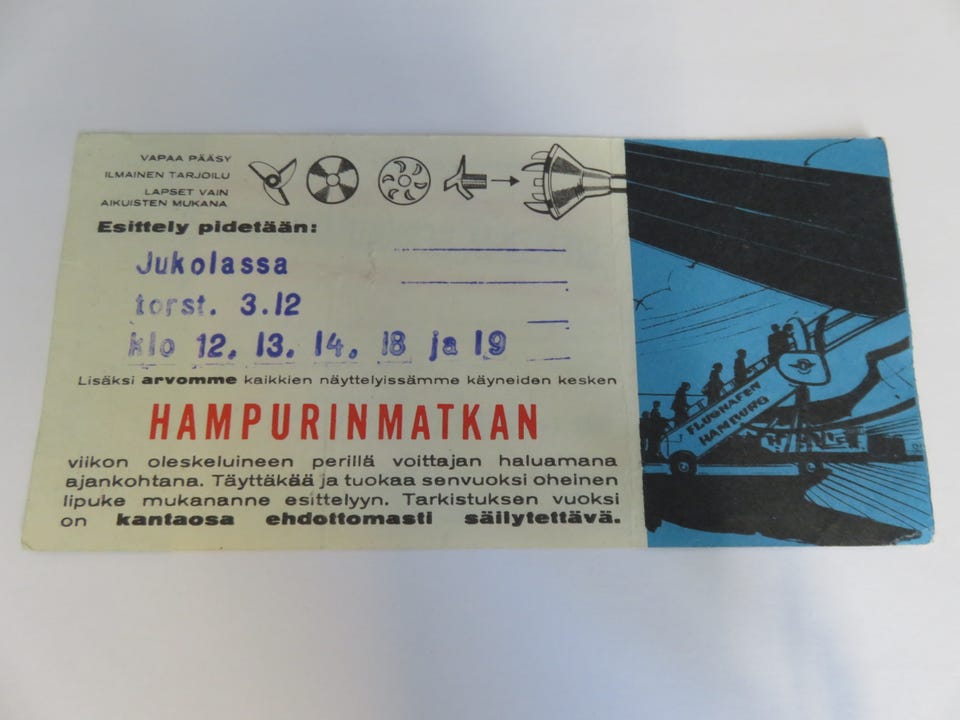 VAPAA PÄÄSY
ILMAINEN TARJOILU
LAPSET VAIN
AIKUISTEN MUKANA
Esittely pidetään:
Jukolassa
torst. 3.12
klo 12. 13. 14. 18 ja 19
Lisäksi arvomme kaikkien näyttelyissämme käyneiden kesken
HAMPURINMATKAN
viikon oleskeluineen perillä voittajan haluamana
ajankohtana. Täyttäkää ja tuokaa senvuoksi oheinen
lipuke mukananne esittelyyn. Tarkistuksen vuoksi
on kantaosa ehdottomasti säilytettävä.
FLUGHAFEN
HAMBURG